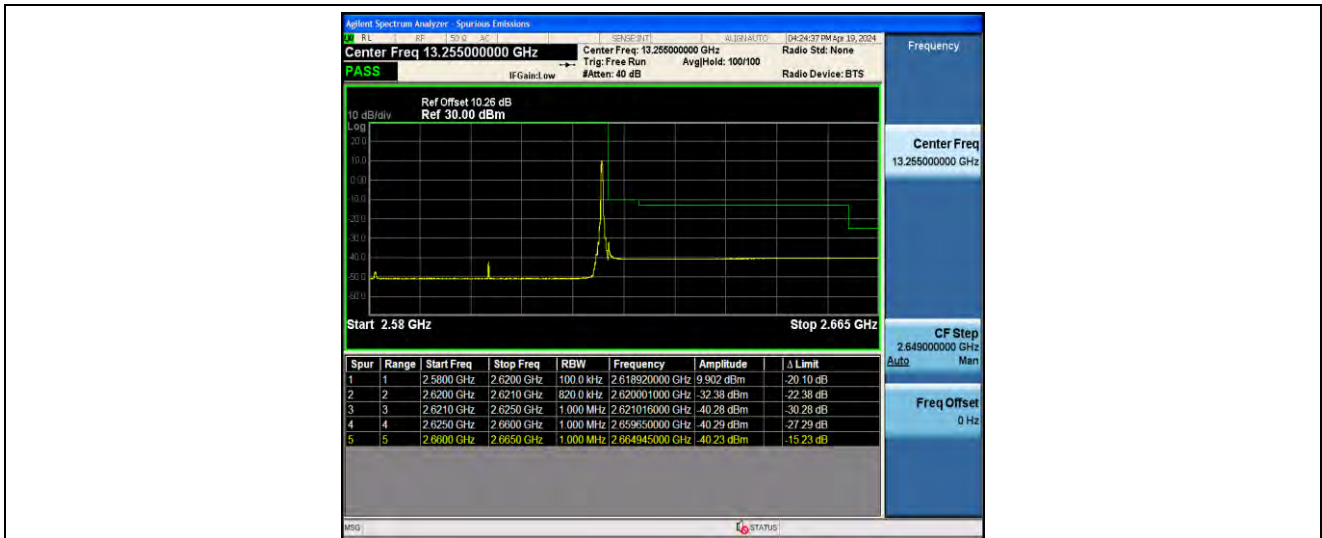 Agilent Spectrum Analyzer - Spurious Emissions
RL RF 50 Ω AC SENSE:INT ALIGN AUTO 04:24:37 PM Apr 19, 2024
Center Freq 13.255000000 GHz
Center Freq: 13.255000000 GHz
Radio Std: None
Trig: Free Run Avg|Hold: 100/100
PASS
IFGain:Low #Atten: 40 dB
Radio Device: BTS
Ref Offset 10.26 dB
10 dB/div Ref 30.00 dBm
Log
20.0
10.0
0.00
-10.0
-20.0
-30.0
-40.0
-50.0
-60.0
Start 2.58 GHz Stop 2.665 GHz
Spur Range Start Freq Stop Freq RBW Frequency Amplitude Δ Limit
1 1 2.5800 GHz 2.6200 GHz 100.0 kHz 2.618920000 GHz 9.902 dBm -20.10 dB
2 2 2.6200 GHz 2.6210 GHz 820.0 kHz 2.620001000 GHz -32.38 dBm -22.38 dB
3 3 2.6210 GHz 2.6250 GHz 1.000 MHz 2.621016000 GHz -40.28 dBm -30.28 dB
4 4 2.6250 GHz 2.6600 GHz 1.000 MHz 2.659650000 GHz -40.29 dBm -27.29 dB
5 5 2.6600 GHz 2.6650 GHz 1.000 MHz 2.664945000 GHz -40.23 dBm -15.23 dB
MSG STATUS
Frequency
Center Freq
13.255000000 GHz
CF Step
2.649000000 GHz
Auto Man
Freq Offset
0 Hz